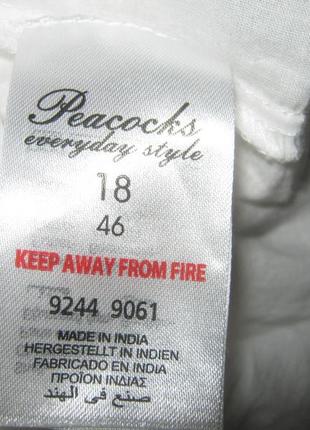 Peacocks
everyday style
18
46
KEEP AWAY FROM FIRE
9244 9061
MADE IN INDIA
HERGESTELLT IN INDIEN
FABRICADO EN INDIA
ΠΡΟΪΟΝ ΙΝΔΙΑΣ
صنع في الهند